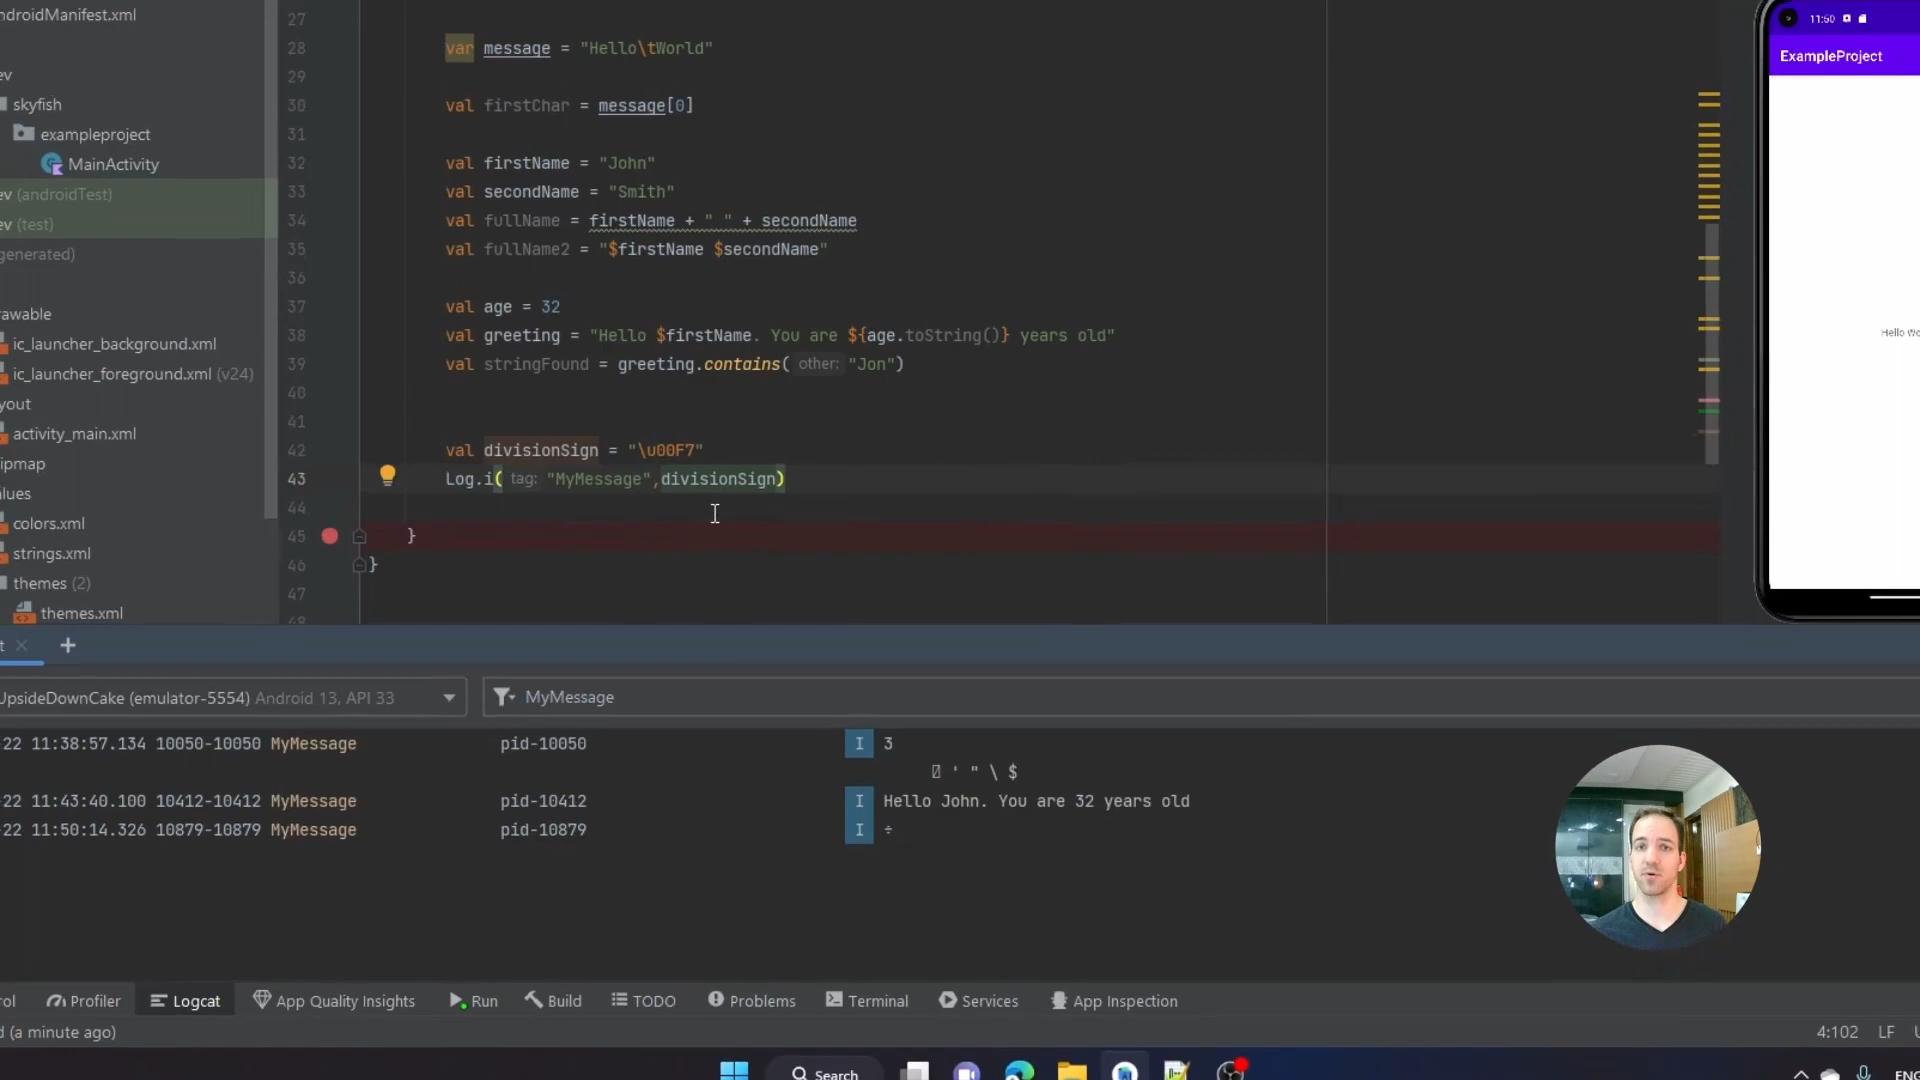 ndroidManifest.xml
ev
skyfish
exampleproject
MainActivity
ev (androidTest)
ev (test)
generated)
rawable
ic_launcher_background.xml
ic_launcher_foreground.xml (v24)
yout
activity_main.xml
ipmap
alues
colors.xml
strings.xml
themes (2)
themes.xml
27
28 var message = "Hello\tWorld"
29
30 val firstChar = message[0]
31
32 val firstName = "John"
33 val secondName = "Smith"
34 val fullName = firstName + " " + secondName
35 val fullName2 = "$firstName $secondName"
36
37 val age = 32
38 val greeting = "Hello $firstName. You are ${age.toString()} years old"
39 val stringFound = greeting.contains( other: "Jon")
40
41
42 val divisionSign = "\u00F7"
43 Log.i( tag: "MyMessage",divisionSign)
44
45 }
46 }
47
48
11:50
ExampleProject
Hello Wo
t
UpsideDownCake (emulator-5554) Android 13, API 33
MyMessage
-22 11:38:57.134 10050-10050 MyMessage pid-10050 I 3
' " \ $
-22 11:43:40.100 10412-10412 MyMessage pid-10412 I Hello John. You are 32 years old
-22 11:50:14.326 10879-10879 MyMessage pid-10879 I ÷
rol Profiler Logcat App Quality Insights Run Build TODO Problems Terminal Services App Inspection
d (a minute ago)
4:102 LF
Search
ENG